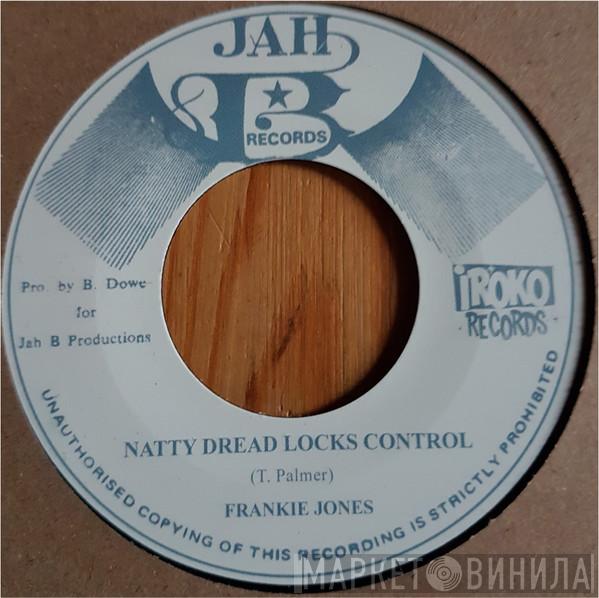 JAH
B
RECORDS
Pro. by B. Dowe
for
Jah B Productions
iROKO
RECORDS
NATTY DREAD LOCKS CONTROL
(T. Palmer)
FRANKIE JONES
UNAUTHORISED COPYING OF THIS RECORDING IS STRICTLY PROHIBITED
МАРКЕТ ВИНИЛА